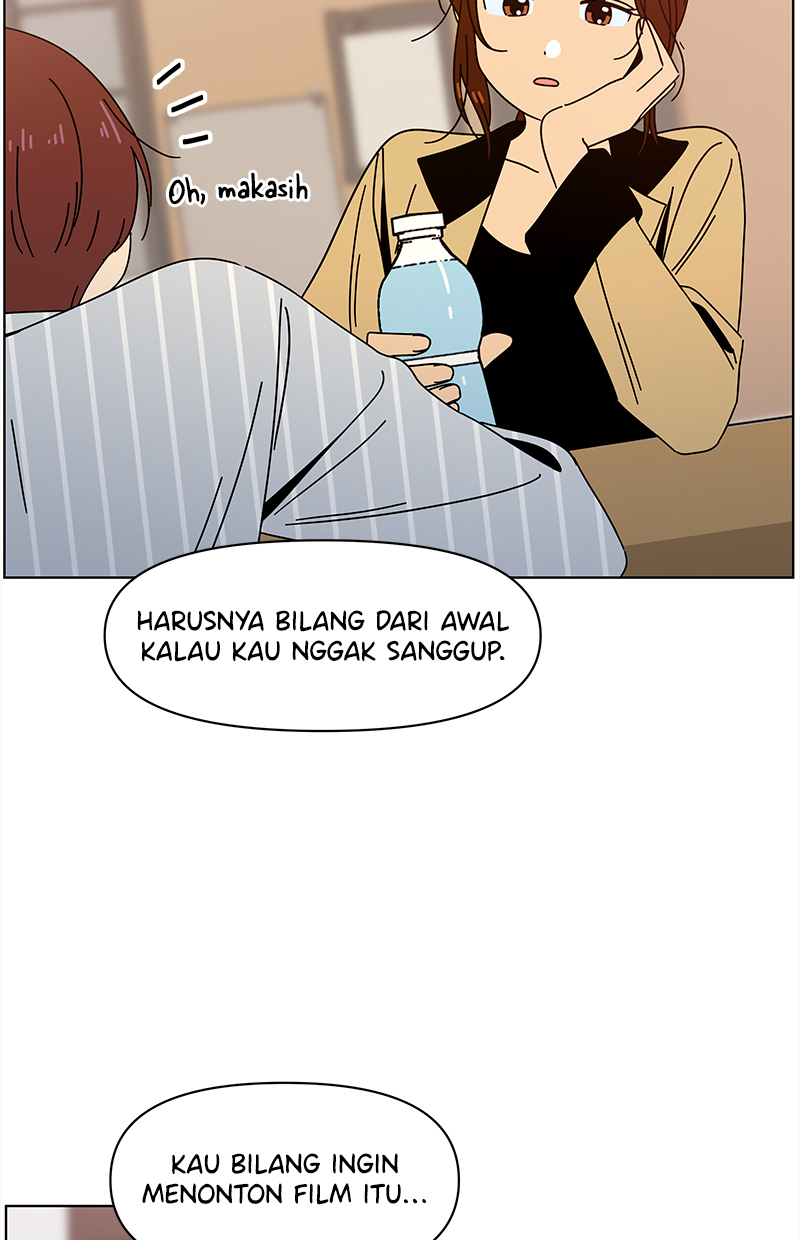 Oh, makasih
HARUSNYA BILANG DARI AWAL
KALAU KAU NGGAK SANGGUP.
KAU BILANG INGIN
MENONTON FILM ITU...